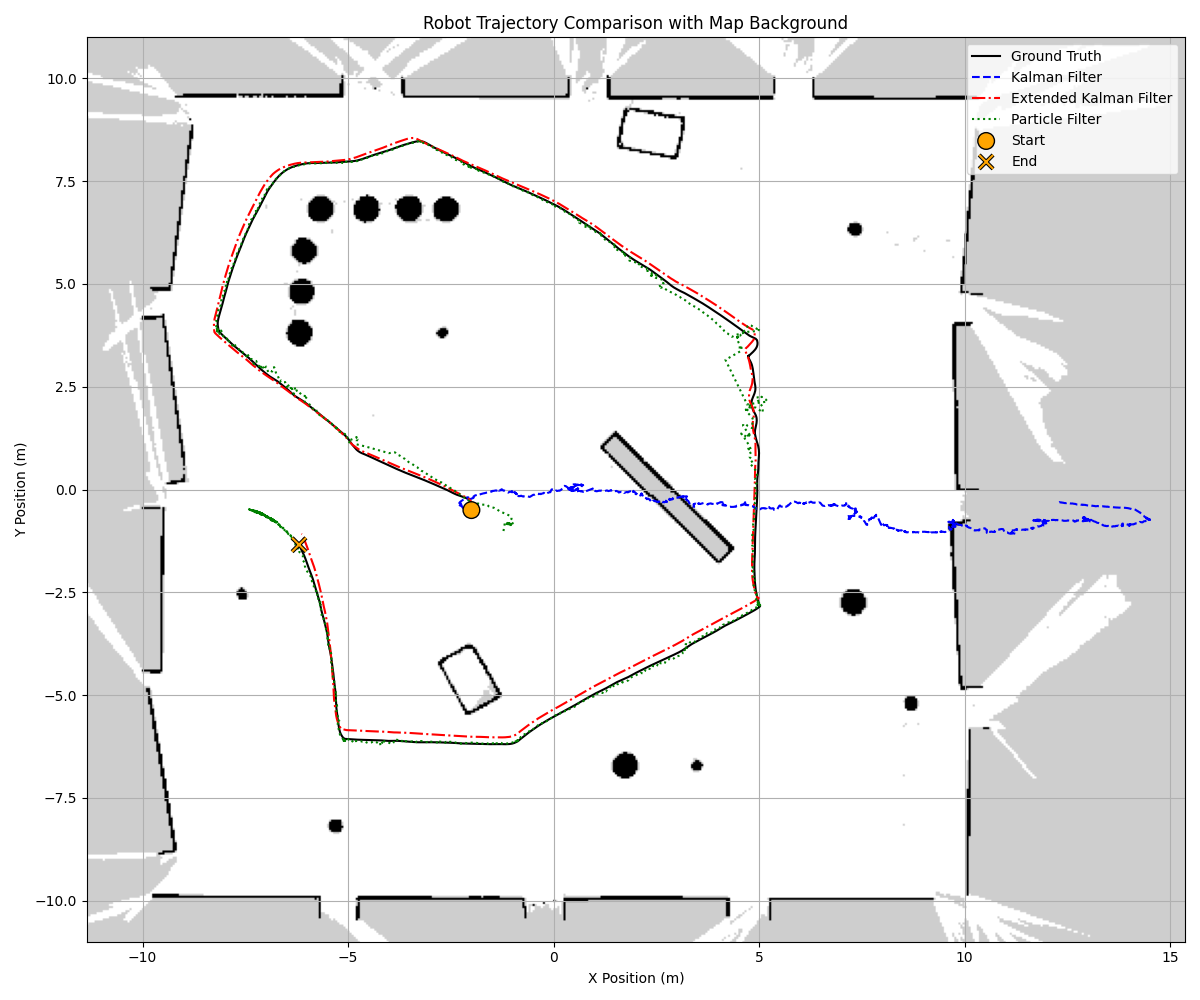 Robot Trajectory Comparison with Map Background
Ground Truth
Kalman Filter
Extended Kalman Filter
Particle Filter
Start
End
Y Position (m)
10.0
7.5
5.0
2.5
0.0
−2.5
−5.0
−7.5
−10.0
−10 −5 0 5 10 15
X Position (m)